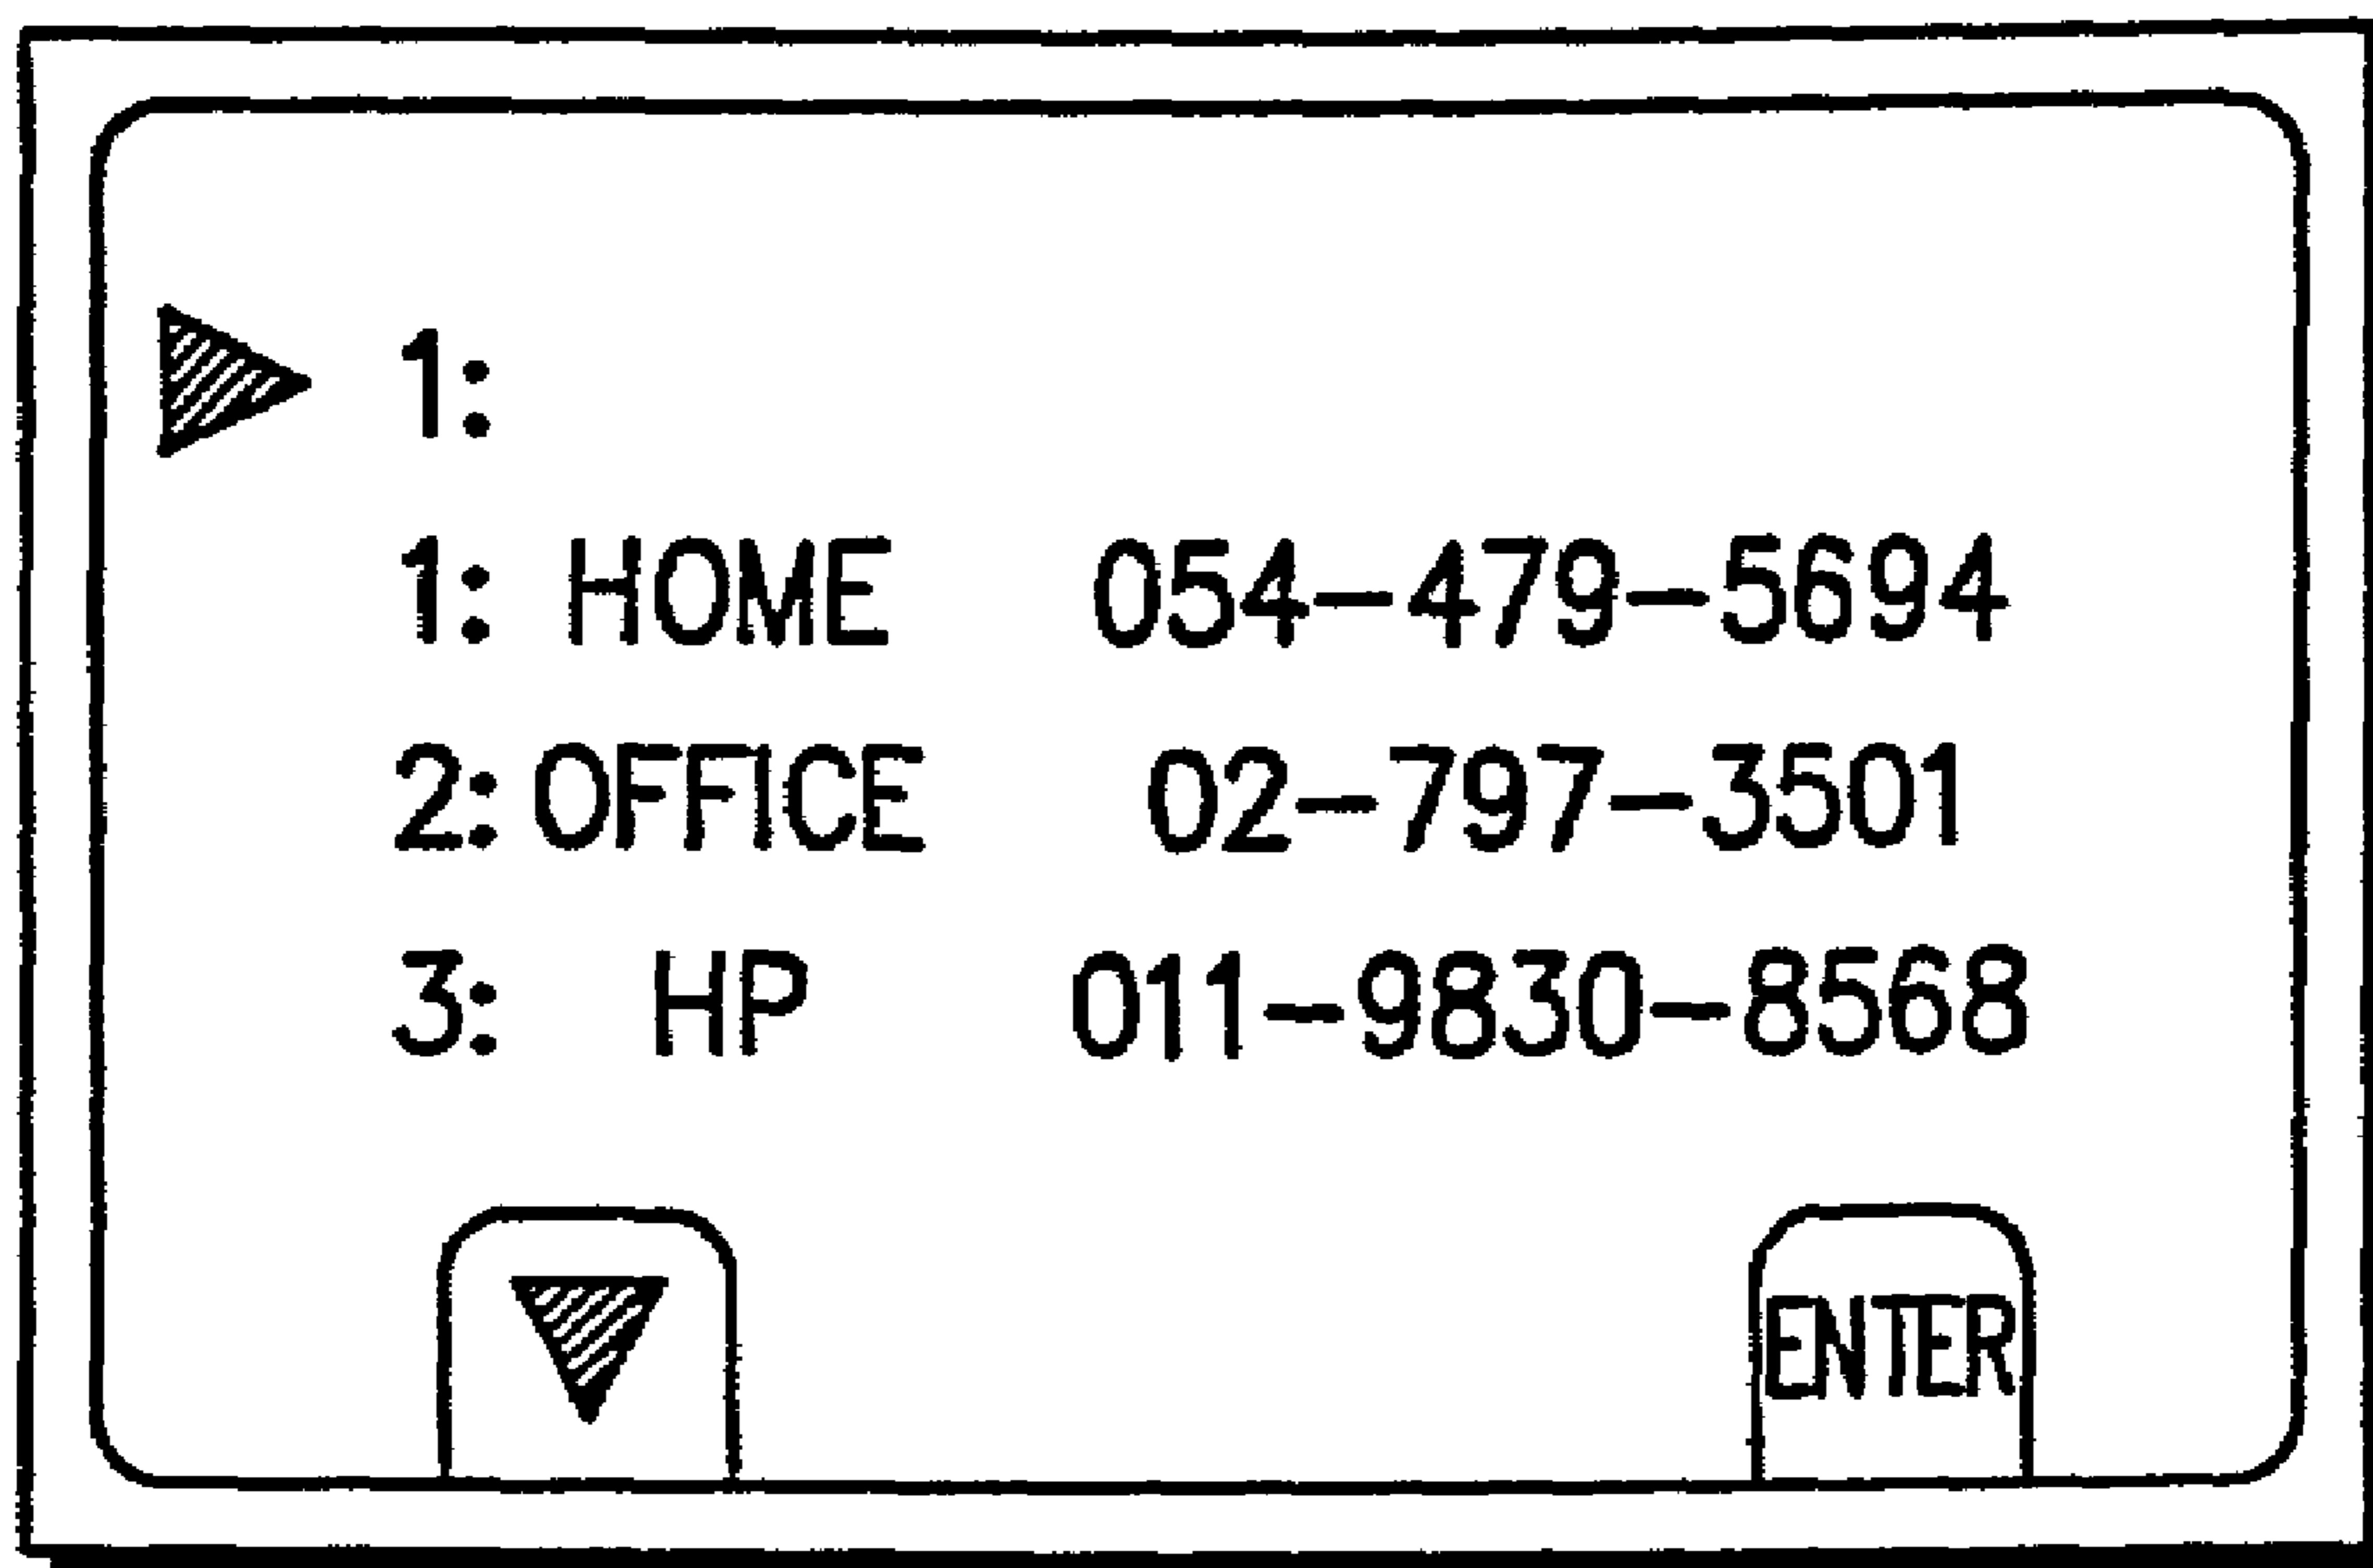 1:
1: HOME 054-479-5694
2: OFFICE 02-797-3501
3: HP 011-9830-8568
ENTER